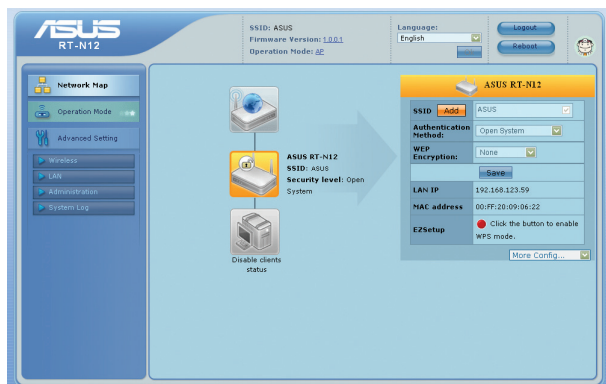 ASUS
RT-N12
SSID: ASUS
Firmware Version: 1.0.0.1
Operation Mode: AP
Language:
English
Logout
Reboot
Network Map
Operation Mode
Advanced Setting
Wireless
LAN
Administration
System Log
ASUS RT-N12
SSID: ASUS
Security level: Open
System
Disable clients
status
ASUS RT-N12
SSID Add ASUS
Authentication
Method: Open System
WEP
Encryption: None
Save
LAN IP 192.168.123.59
MAC address 00:FF:20:09:06:22
EZSetup Click the button to enable
WPS mode.
More Config...